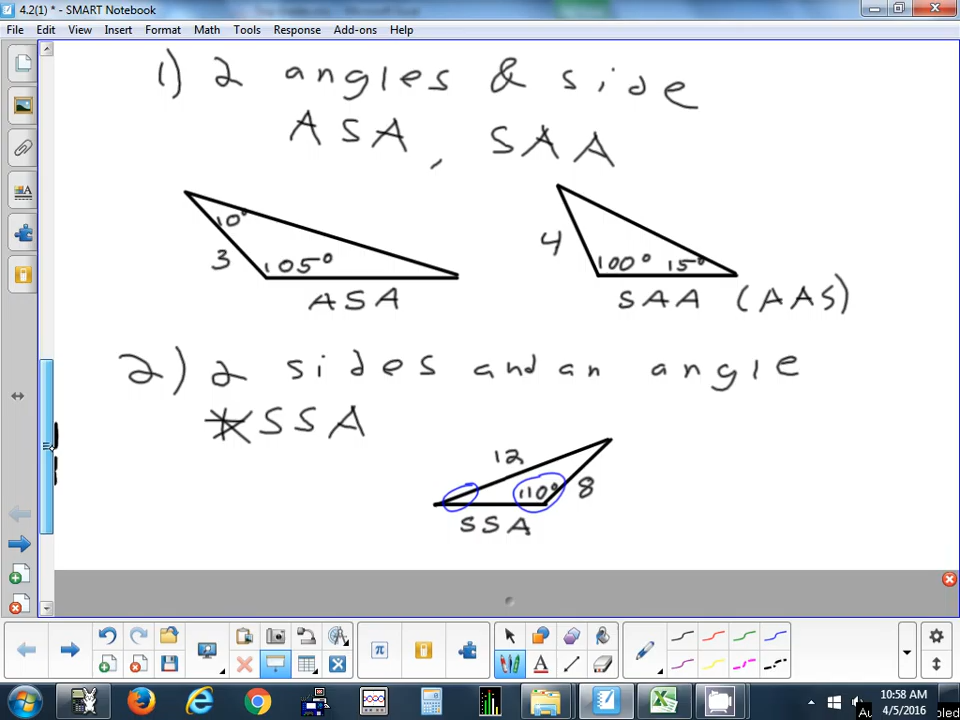 4.2(1) * - SMART Notebook
File Edit View Insert Format Math Tools Response Add-ons Help
1) 2 angles & side
ASA, SAA
10°
3
105°
ASA
4
100° 15°
SAA (AAS)
2) 2 sides and an angle
*SSA
12
110°
8
SSA
10:58 AM
4/5/2016